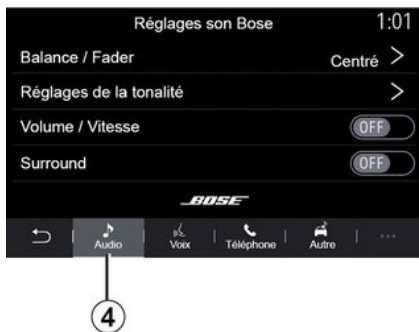 Réglages son Bose 1:01
Balance / Fader Centré >
Réglages de la tonalité >
Volume / Vitesse OFF
Surround OFF
BOSE
Audio Voix Téléphone Autre ...
4